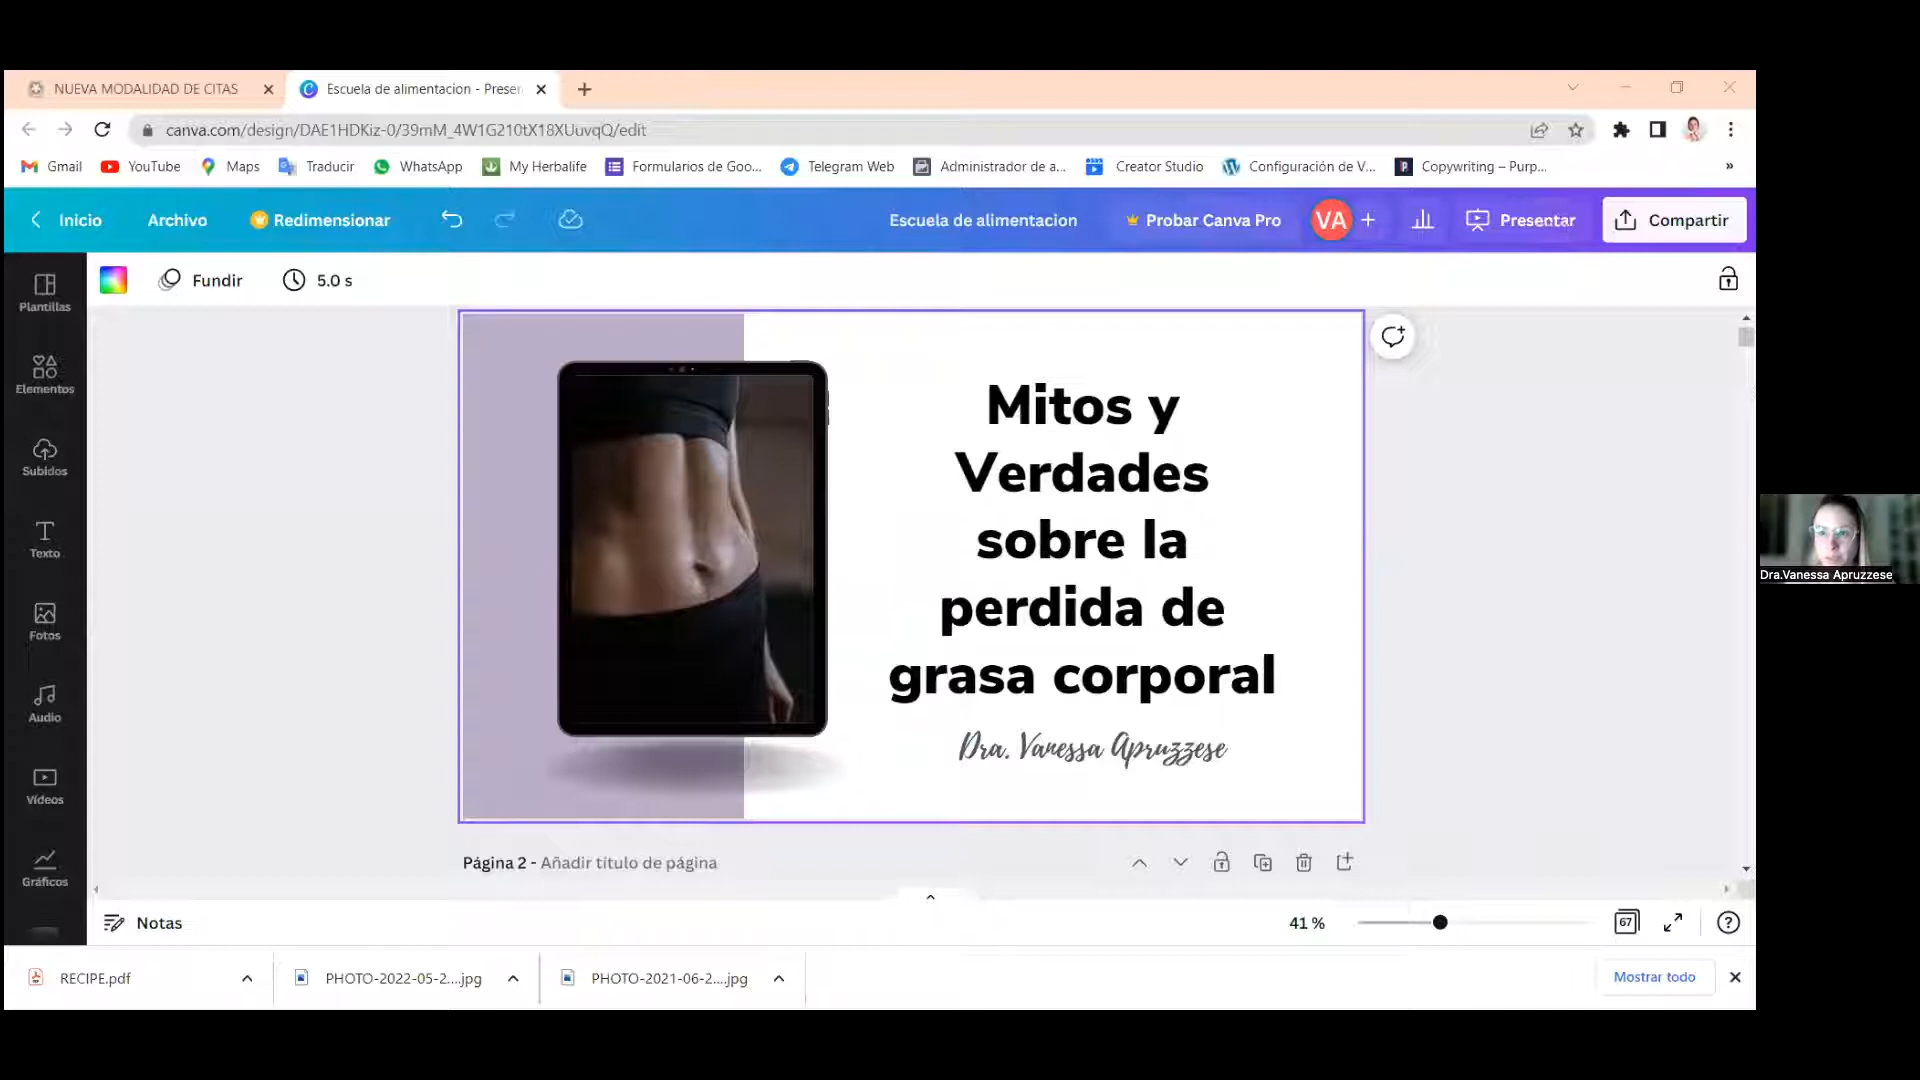 NUEVA MODALIDAD DE CITAS
Escuela de alimentacion - Presen
canva.com/design/DAE1HDKiz-0/39mM_4W1G210tX18XUuvqQ/edit
Gmail YouTube Maps Traducir WhatsApp My Herbalife Formularios de Goo... Telegram Web Administrador de a... Creator Studio Configuración de V... Copywriting – Purp... »
Inicio Archivo Redimensionar Escuela de alimentacion Probar Canva Pro VA Presentar Compartir
Fundir 5.0 s
Plantillas
Elementos
Subidos
Texto
Fotos
Audio
Vídeos
Gráficos
Mitos y
Verdades
sobre la
perdida de
grasa corporal
Dra. Vanessa Apruzzese
Dra.Vanessa Apruzzese
Página 2 - Añadir título de página
Notas 41 % 67
RECIPE.pdf PHOTO-2022-05-2....jpg PHOTO-2021-06-2....jpg Mostrar todo